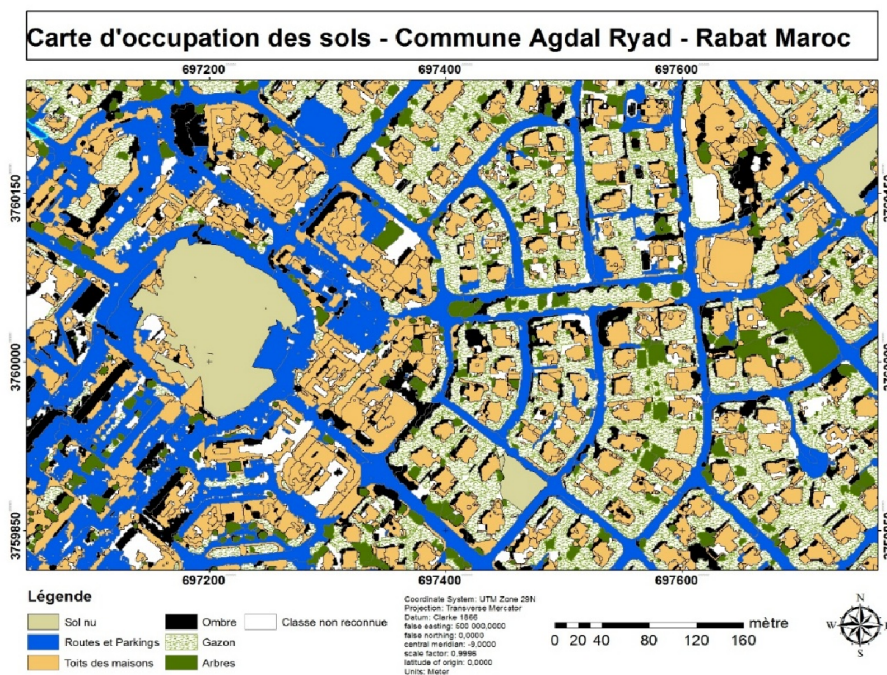 Carte d'occupation des sols - Commune Agdal Ryad - Rabat Maroc
697200 697400 697600
3760150
3760000
3759850
697200 697400 697600
Légende
Sol nu
Routes et Parkings
Toits des maisons
Ombre
Gazon
Arbres
Classe non reconnue
Coordinate System: UTM Zone 29N
Projection: Transverse Mercator
Datum: Clarke 1866
false easting: 500 000,0000
false northing: 0,0000
central meridian: -9,0000
scale factor: 0,9996
latitude of origin: 0,0000
Units: Meter
mètre
0 20 40 80 120 160
N
W E
S